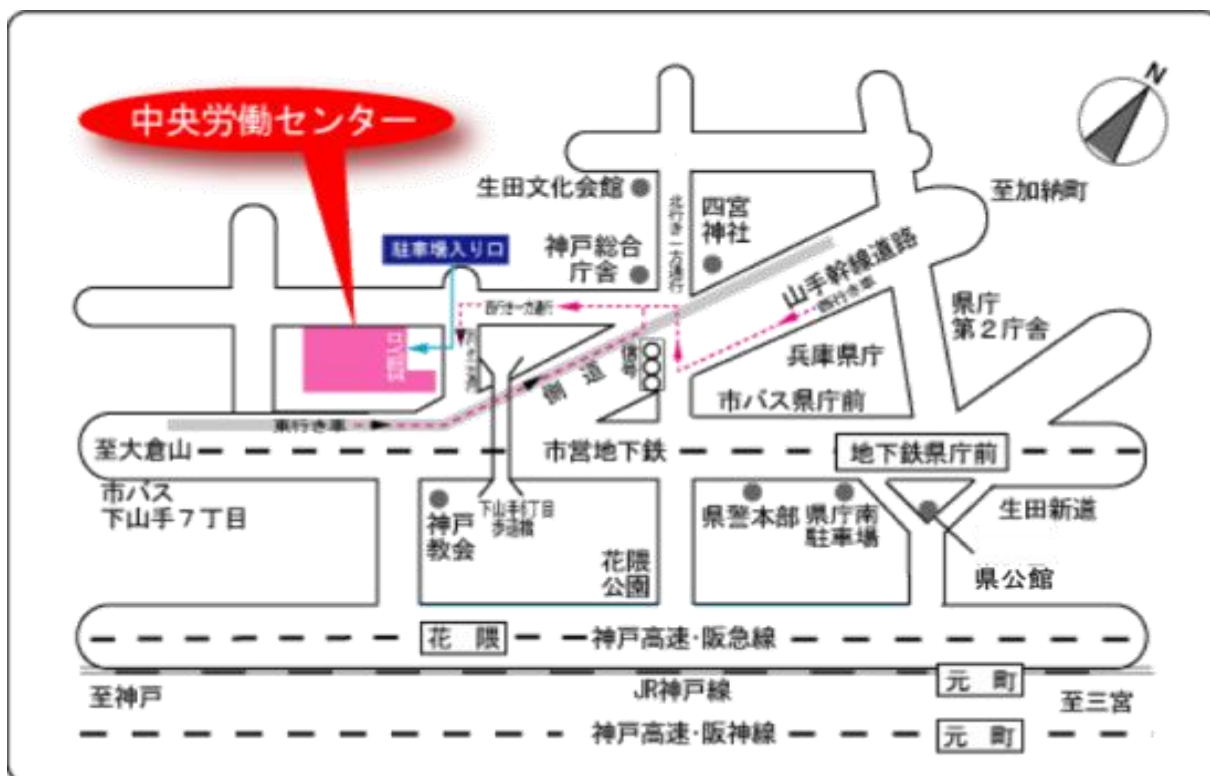 N
中央労働センター
生田文化会館
四宮
神社
至加納町
北行き一方通行
駐車場入り口
神戸総合
庁舎
山手幹線道路
西行き車
西行き一方通行
県庁
第２庁舎
信号
兵庫県庁
側道
市バス県庁前
東行き車
至大倉山
市営地下鉄
地下鉄県庁前
市バス
下山手７丁目
神戸
教会
歩道橋
花隈
公園
県警本部
県庁南
駐車場
生田新道
県公館
花隈
神戸高速・阪急線
至神戸
JR神戸線
元町
至三宮
神戸高速・阪神線
元町